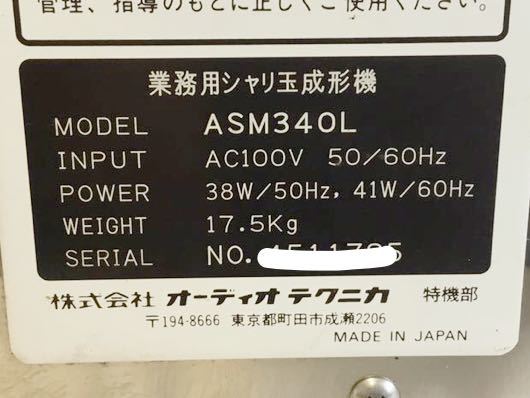 管理、指導のもとに正しくご使用ください。
業務用シャリ玉成形機
MODEL ASM340L
INPUT AC100V 50/60Hz
POWER 38W/50Hz, 41W/60Hz
WEIGHT 17.5Kg
SERIAL NO.
株式会社 オーディオテクニカ 特機部
〒194-8666 東京都町田市成瀬2206
MADE IN JAPAN